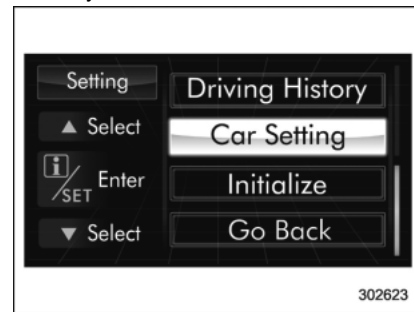 Setting
▲ Select
i/SET Enter
▼ Select
Driving History
Car Setting
Initialize
Go Back
302623